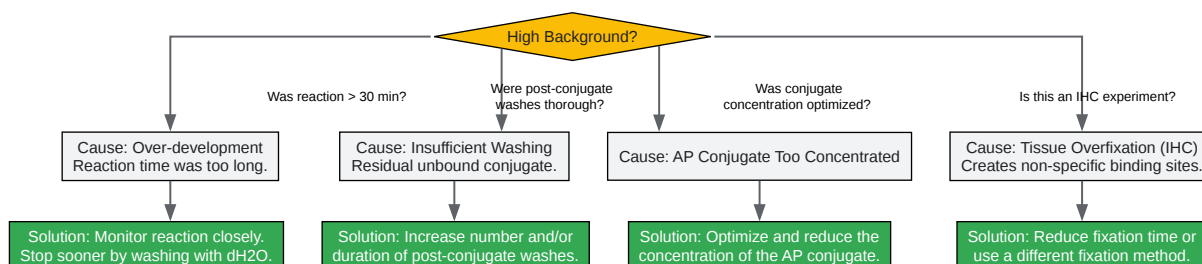 High Background?
Was reaction > 30 min?
Were post-conjugate
washes thorough?
Was conjugate
concentration optimized?
Is this an IHC experiment?
Cause: Over-development
Reaction time was too long.
Cause: Insufficient Washing
Residual unbound conjugate.
Cause: AP Conjugate Too Concentrated
Cause: Tissue Overfixation (IHC)
Creates non-specific binding sites.
Solution: Monitor reaction closely.
Stop sooner by washing with dH2O.
Solution: Increase number and/or
duration of post-conjugate washes.
Solution: Optimize and reduce the
concentration of the AP conjugate.
Solution: Reduce fixation time or
use a different fixation method.